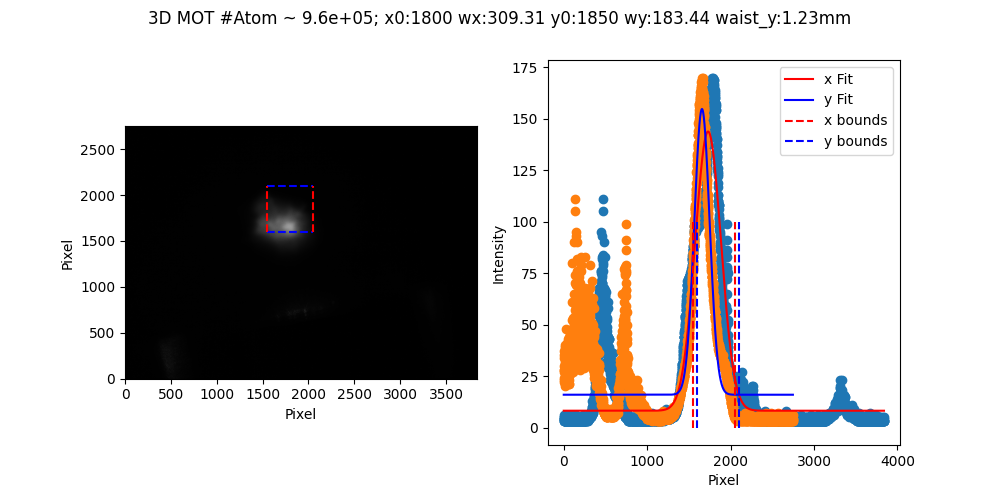 3D MOT #Atom ~ 9.6e+05; x0:1800 wx:309.31 y0:1850 wy:183.44 waist_y:1.23mm
2500
2000
1500
1000
500
0
Pixel
0 500 1000 1500 2000 2500 3000 3500
Pixel
175
150
125
100
75
50
25
0
Intensity
0 1000 2000 3000 4000
Pixel
x Fit
y Fit
x bounds
y bounds